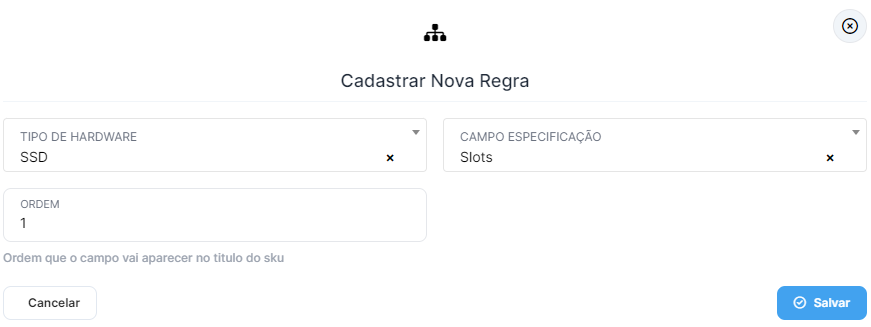 Cadastrar Nova Regra
TIPO DE HARDWARE
SSD
CAMPO ESPECIFICAÇÃO
Slots
ORDEM
1
Ordem que o campo vai aparecer no titulo do sku
Cancelar
Salvar